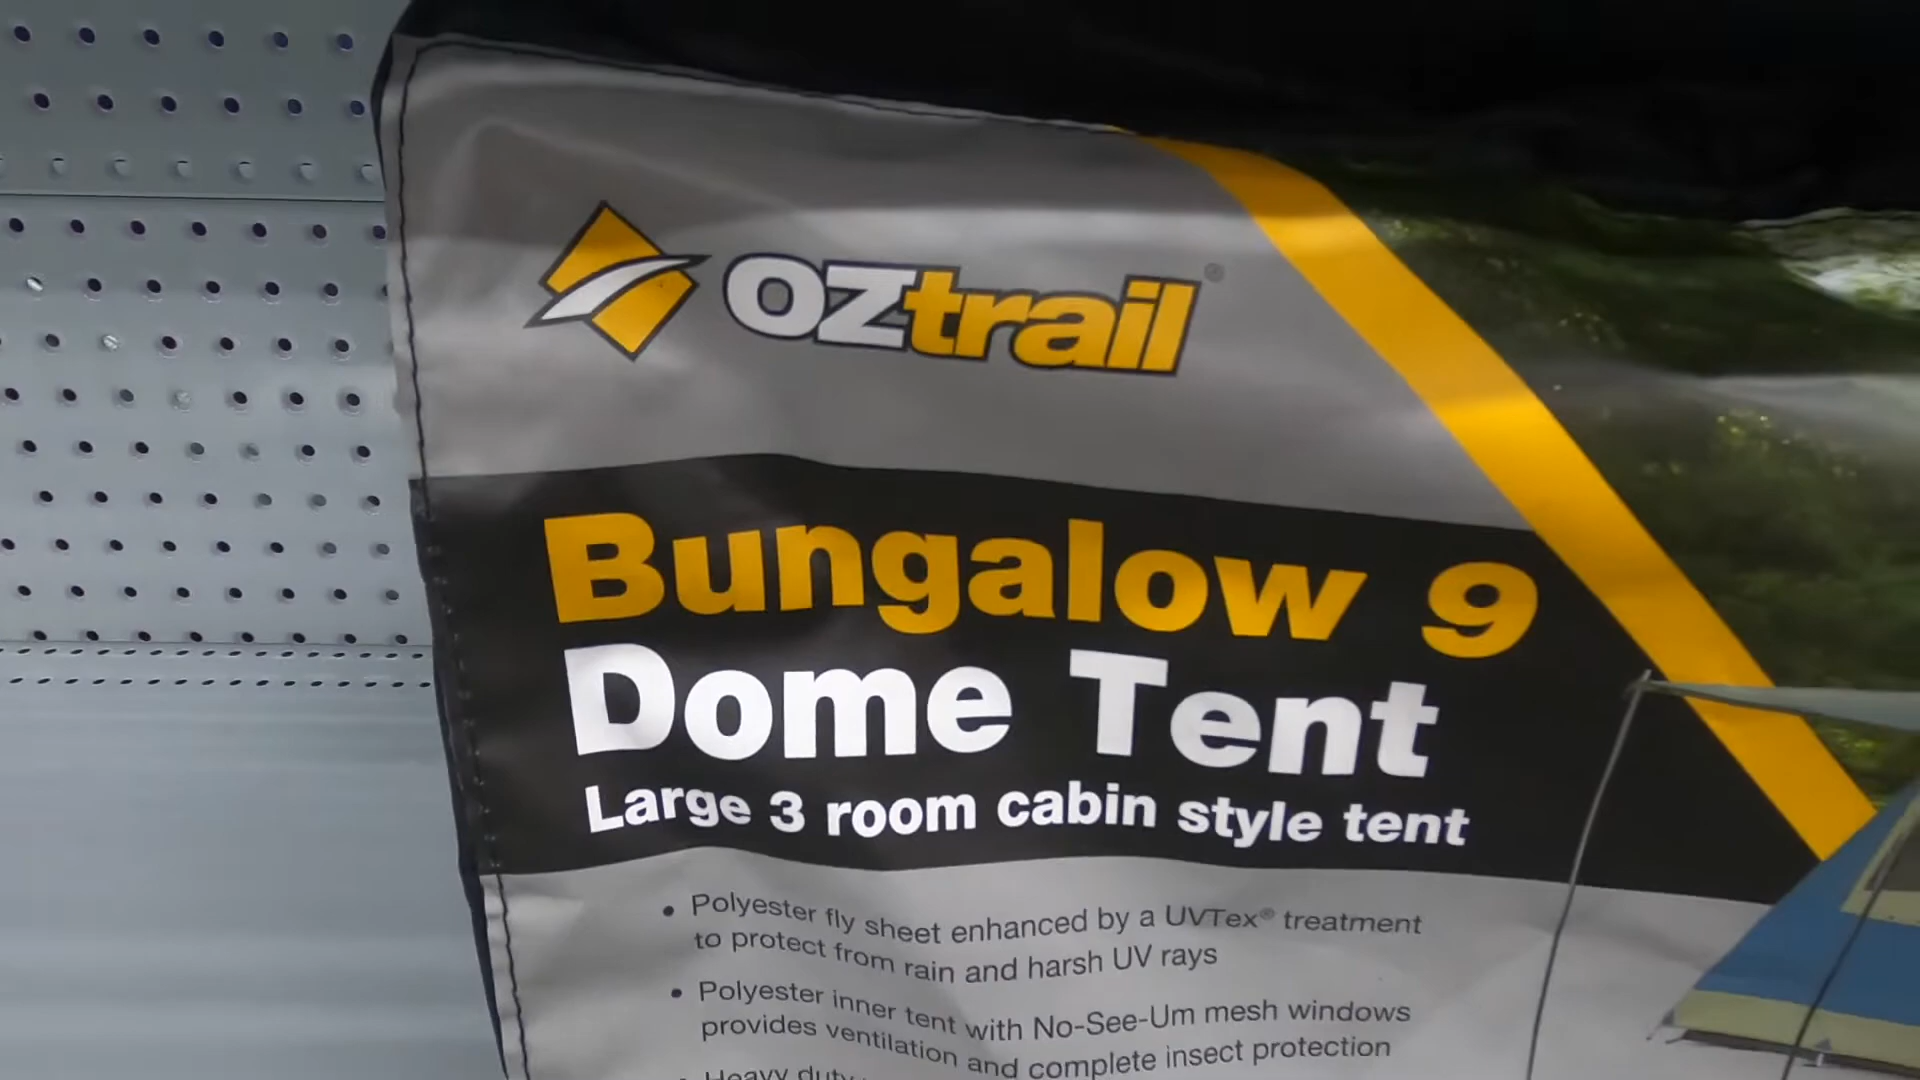 OZtrail®
Bungalow 9
Dome Tent
Large 3 room cabin style tent
• Polyester fly sheet enhanced by a UVTex® treatment
to protect from rain and harsh UV rays
• Polyester inner tent with No-See-Um mesh windows
provides ventilation and complete insect protection
• Heavy duty